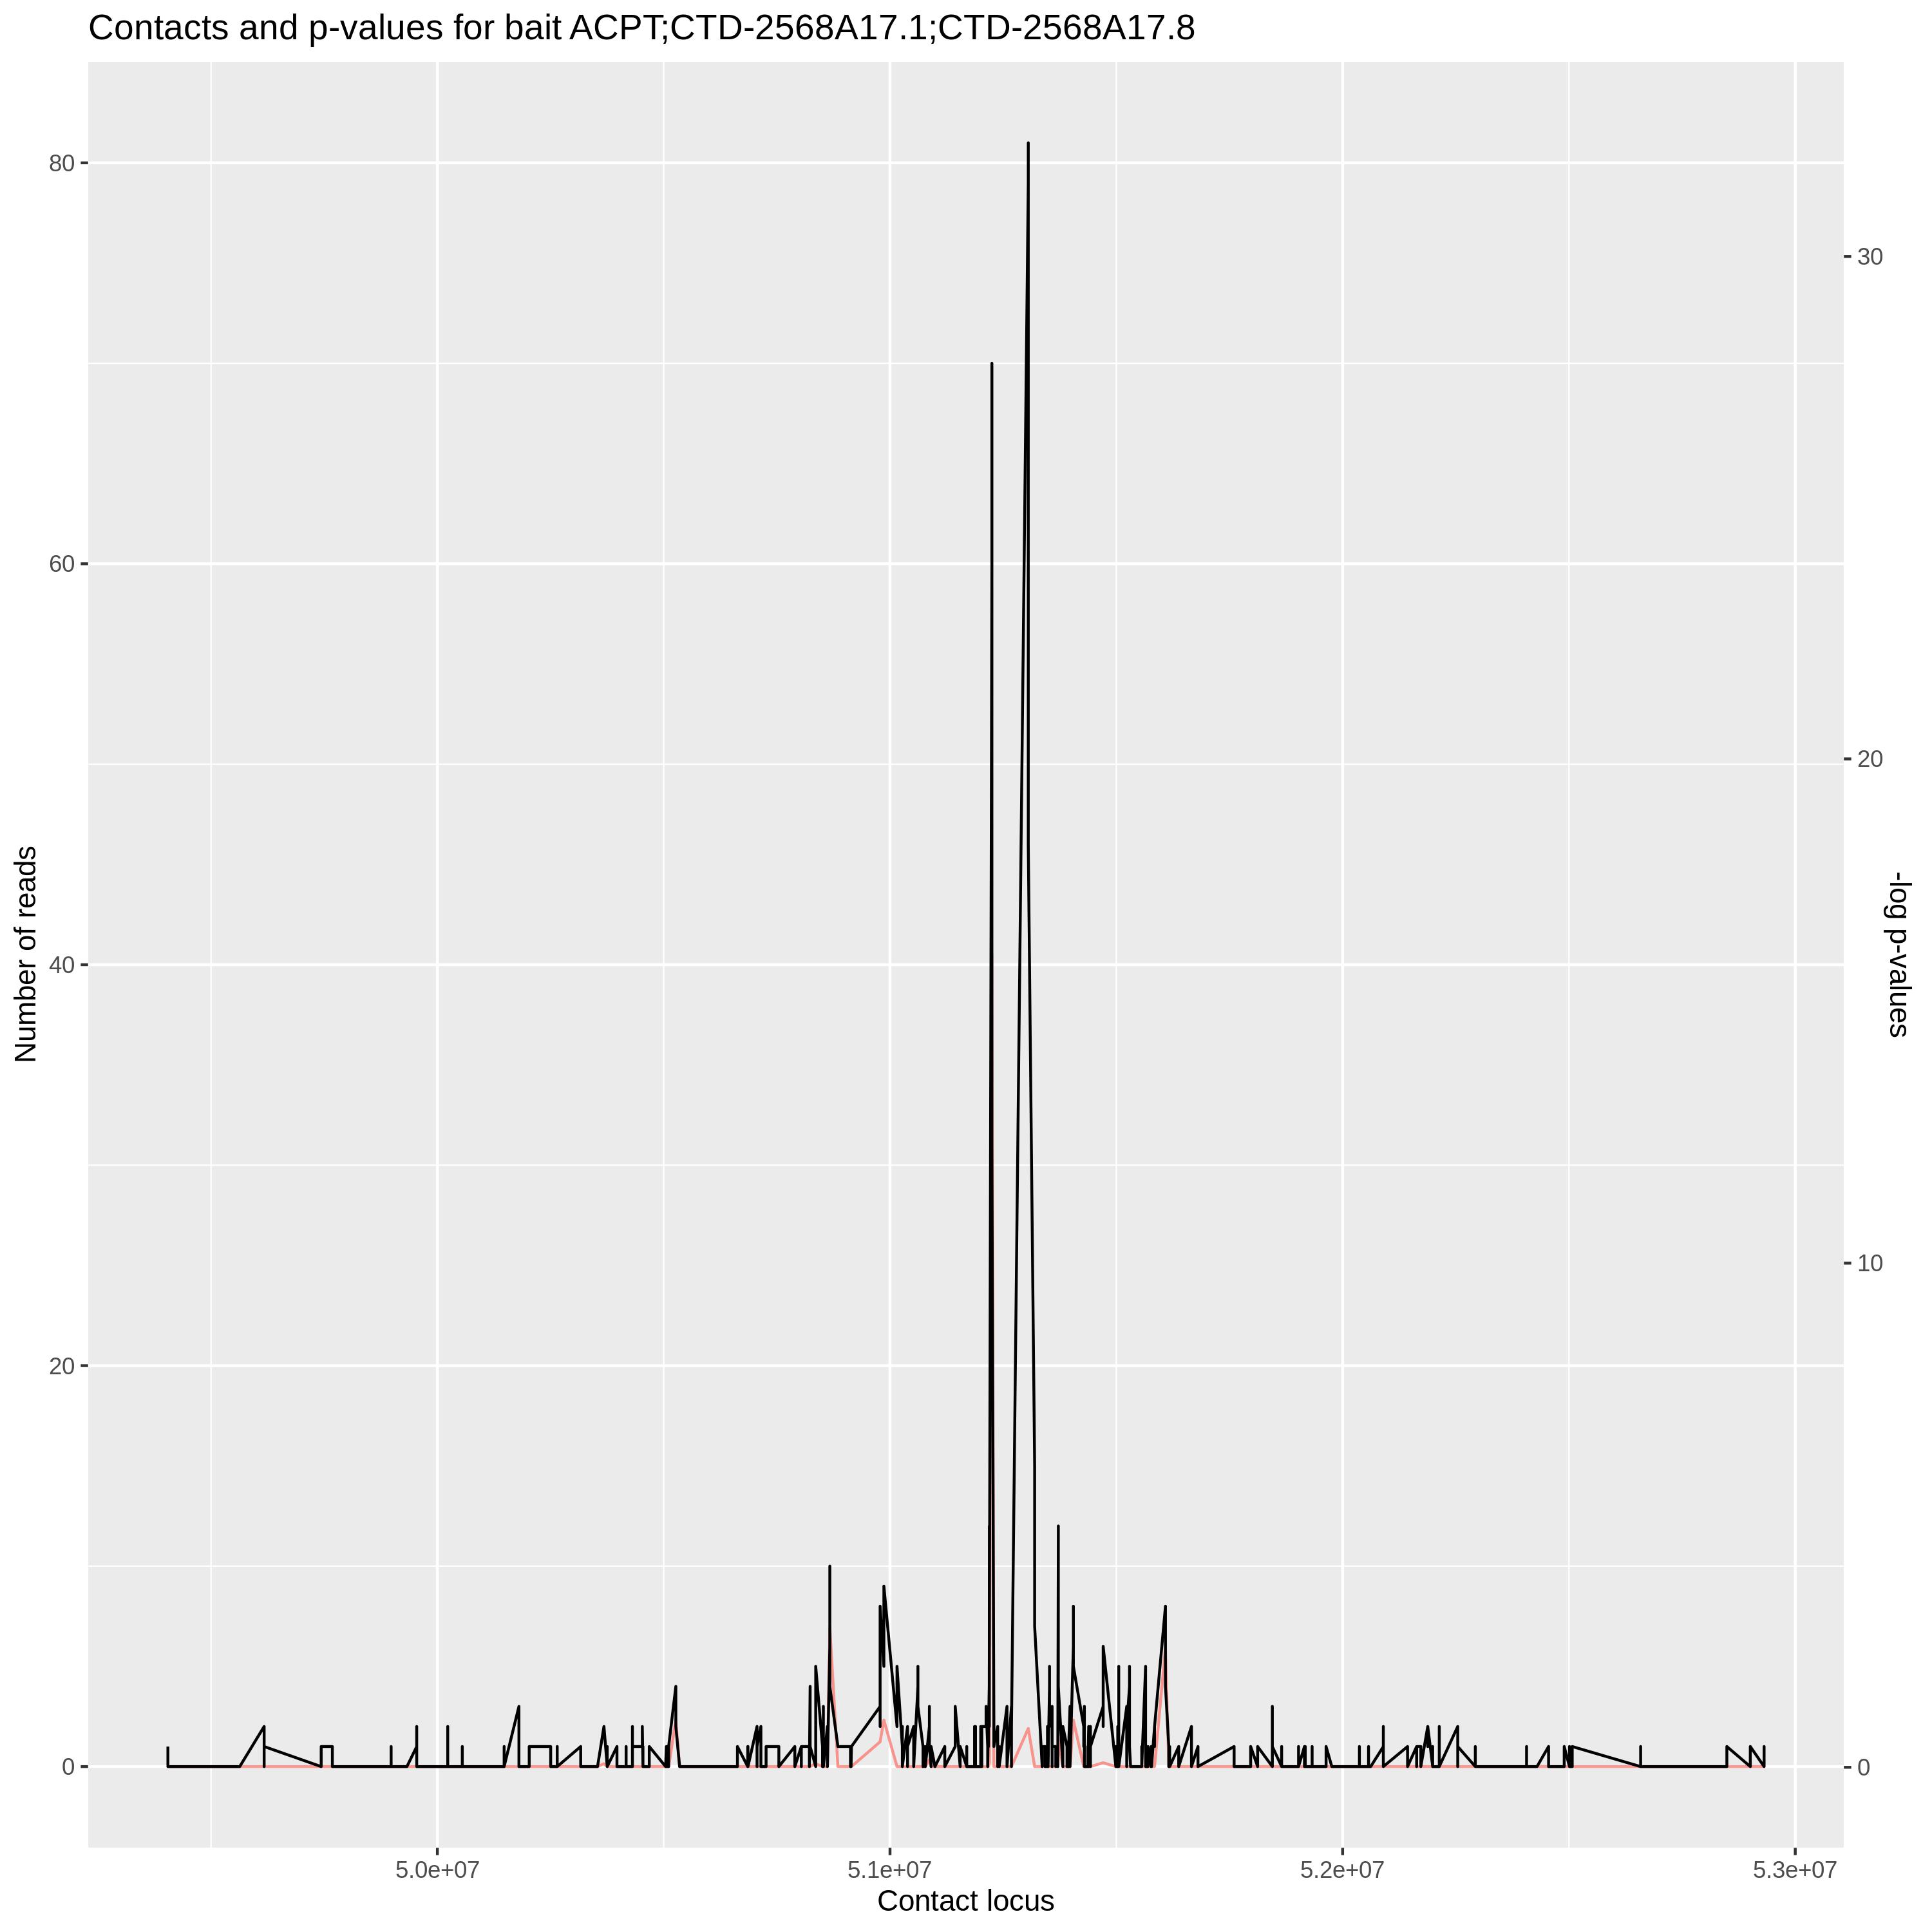 Contacts and p-values for bait ACPT;CTD-2568A17.1;CTD-2568A17.8
80
60
40
20
0
Number of reads
30
20
10
0
-log p-values
5.0e+07
5.1e+07
5.2e+07
5.3e+07
Contact locus